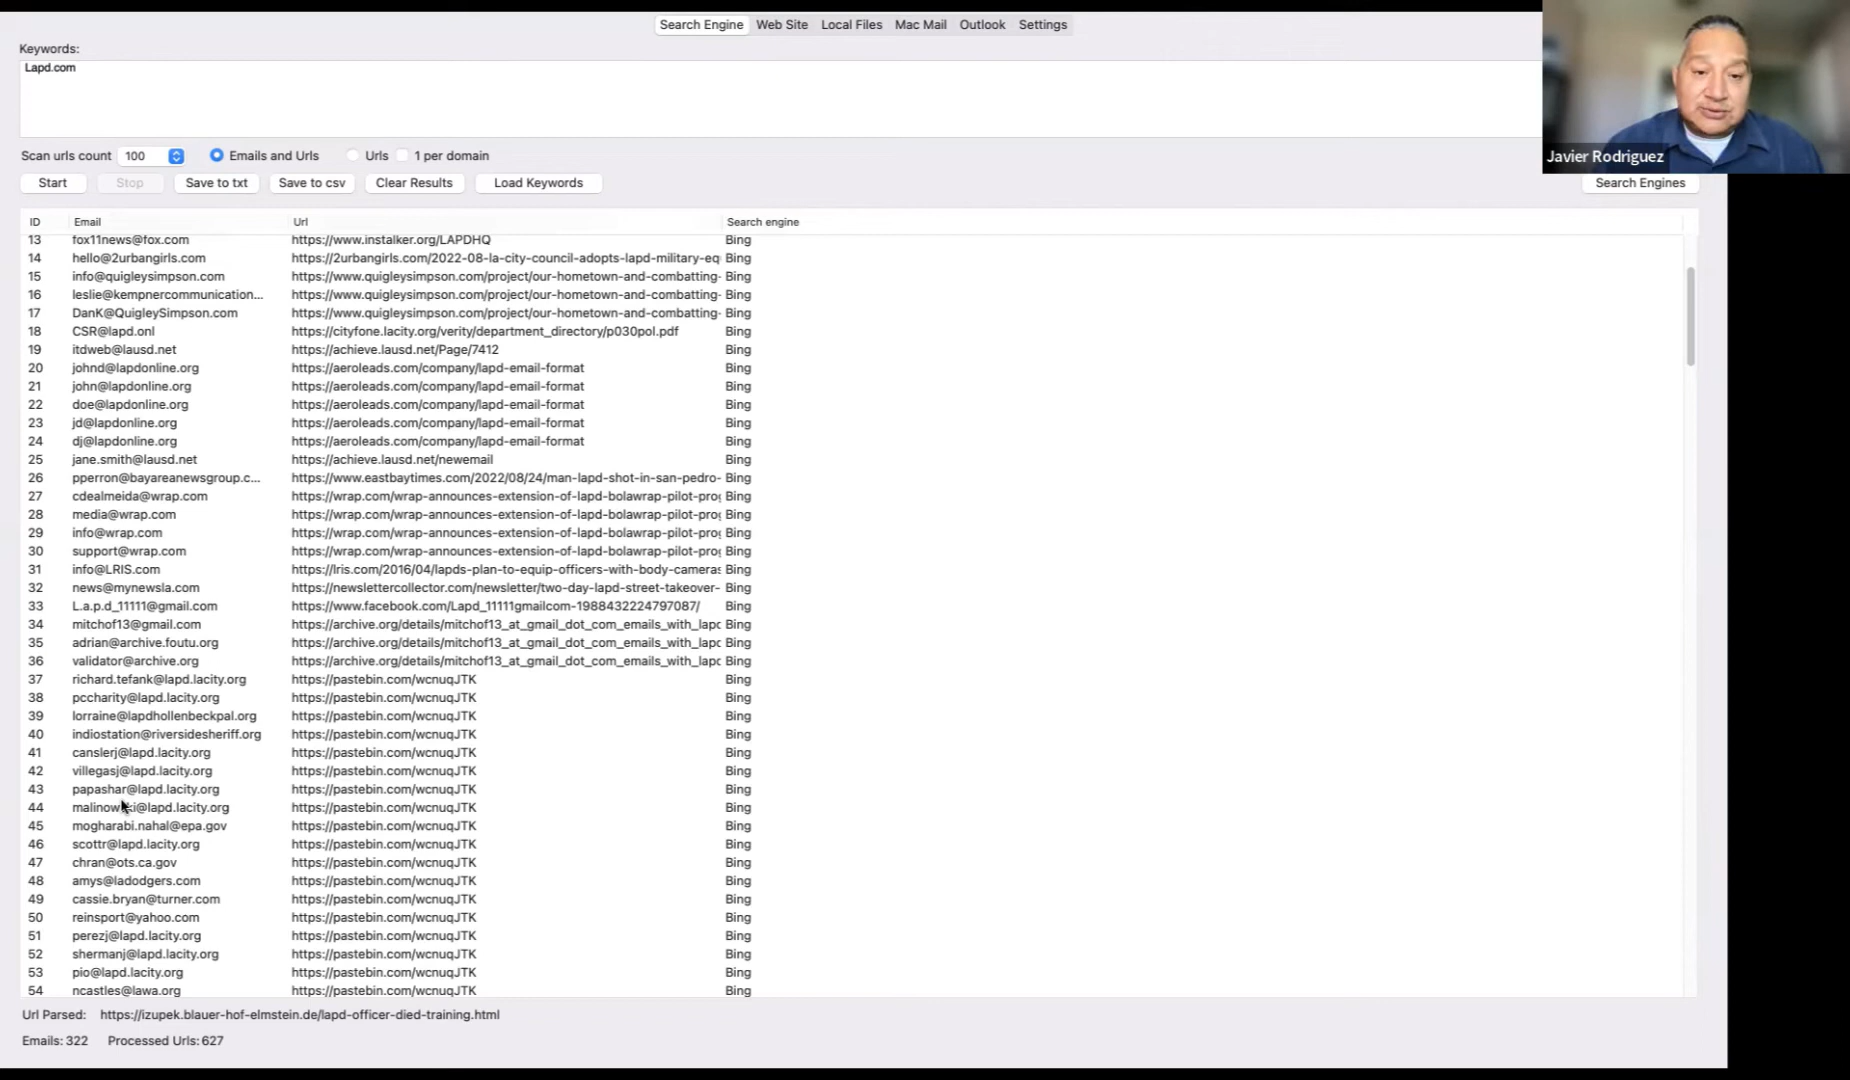 Search Engine Web Site Local Files Mac Mail Outlook Settings
Keywords:
Lapd.com
Javier Rodriguez
Scan urls count 100 Emails and Urls Urls 1 per domain
Start Stop Save to txt Save to csv Clear Results Load Keywords Search Engines
ID Email Url Search engine
13 fox11news@fox.com https://www.instalker.org/LAPDHQ Bing
14 hello@2urbangirls.com https://2urbangirls.com/2022-08-la-city-council-adopts-lapd-military-eq Bing
15 info@quigleysimpson.com https://www.quigleysimpson.com/project/our-hometown-and-combatting- Bing
16 leslie@kempnercommunication... https://www.quigleysimpson.com/project/our-hometown-and-combatting- Bing
17 DanK@QuigleySimpson.com https://www.quigleysimpson.com/project/our-hometown-and-combatting- Bing
18 CSR@lapd.onl https://cityfone.lacity.org/verity/department_directory/p030pol.pdf Bing
19 itdweb@lausd.net https://achieve.lausd.net/Page/7412 Bing
20 johnd@lapdonline.org https://aeroleads.com/company/lapd-email-format Bing
21 john@lapdonline.org https://aeroleads.com/company/lapd-email-format Bing
22 doe@lapdonline.org https://aeroleads.com/company/lapd-email-format Bing
23 jd@lapdonline.org https://aeroleads.com/company/lapd-email-format Bing
24 dj@lapdonline.org https://aeroleads.com/company/lapd-email-format Bing
25 jane.smith@lausd.net https://achieve.lausd.net/newemail Bing
26 pperron@bayareanewsgroup.c... https://www.eastbaytimes.com/2022/08/24/man-lapd-shot-in-san-pedro- Bing
27 cdealmeida@wrap.com https://wrap.com/wrap-announces-extension-of-lapd-bolawrap-pilot-prog Bing
28 media@wrap.com https://wrap.com/wrap-announces-extension-of-lapd-bolawrap-pilot-prog Bing
29 info@wrap.com https://wrap.com/wrap-announces-extension-of-lapd-bolawrap-pilot-prog Bing
30 support@wrap.com https://wrap.com/wrap-announces-extension-of-lapd-bolawrap-pilot-prog Bing
31 info@LRIS.com https://lris.com/2016/04/lapds-plan-to-equip-officers-with-body-cameras Bing
32 news@mynewsla.com https://newslettercollector.com/newsletter/two-day-lapd-street-takeover- Bing
33 L.a.p.d_11111@gmail.com https://www.facebook.com/Lapd_11111gmailcom-1988432224797087/ Bing
34 mitchof13@gmail.com https://archive.org/details/mitchof13_at_gmail_dot_com_emails_with_lapd Bing
35 adrian@archive.foutu.org https://archive.org/details/mitchof13_at_gmail_dot_com_emails_with_lapd Bing
36 validator@archive.org https://archive.org/details/mitchof13_at_gmail_dot_com_emails_with_lapd Bing
37 richard.tefank@lapd.lacity.org https://pastebin.com/wcnuqJTK Bing
38 pccharity@lapd.lacity.org https://pastebin.com/wcnuqJTK Bing
39 lorraine@lapdhollenbeckpal.org https://pastebin.com/wcnuqJTK Bing
40 indiostation@riversidesheriff.org https://pastebin.com/wcnuqJTK Bing
41 canslerj@lapd.lacity.org https://pastebin.com/wcnuqJTK Bing
42 villegasj@lapd.lacity.org https://pastebin.com/wcnuqJTK Bing
43 papashar@lapd.lacity.org https://pastebin.com/wcnuqJTK Bing
44 https://pastebin.com/wcnuqJTK Bing
45 mogharabi.nahal@epa.gov https://pastebin.com/wcnuqJTK Bing
46 scottr@lapd.lacity.org https://pastebin.com/wcnuqJTK Bing
47 chran@ots.ca.gov https://pastebin.com/wcnuqJTK Bing
48 amys@ladodgers.com https://pastebin.com/wcnuqJTK Bing
49 cassie.bryan@turner.com https://pastebin.com/wcnuqJTK Bing
50 reinsport@yahoo.com https://pastebin.com/wcnuqJTK Bing
51 perezj@lapd.lacity.org https://pastebin.com/wcnuqJTK Bing
52 shermanj@lapd.lacity.org https://pastebin.com/wcnuqJTK Bing
53 pio@lapd.lacity.org https://pastebin.com/wcnuqJTK Bing
54 ncastles@lawa.org https://pastebin.com/wcnuqJTK Bing
Url Parsed: https://izupek.blauer-hof-elmstein.de/lapd-officer-died-training.html
Emails: 322 Processed Urls: 627